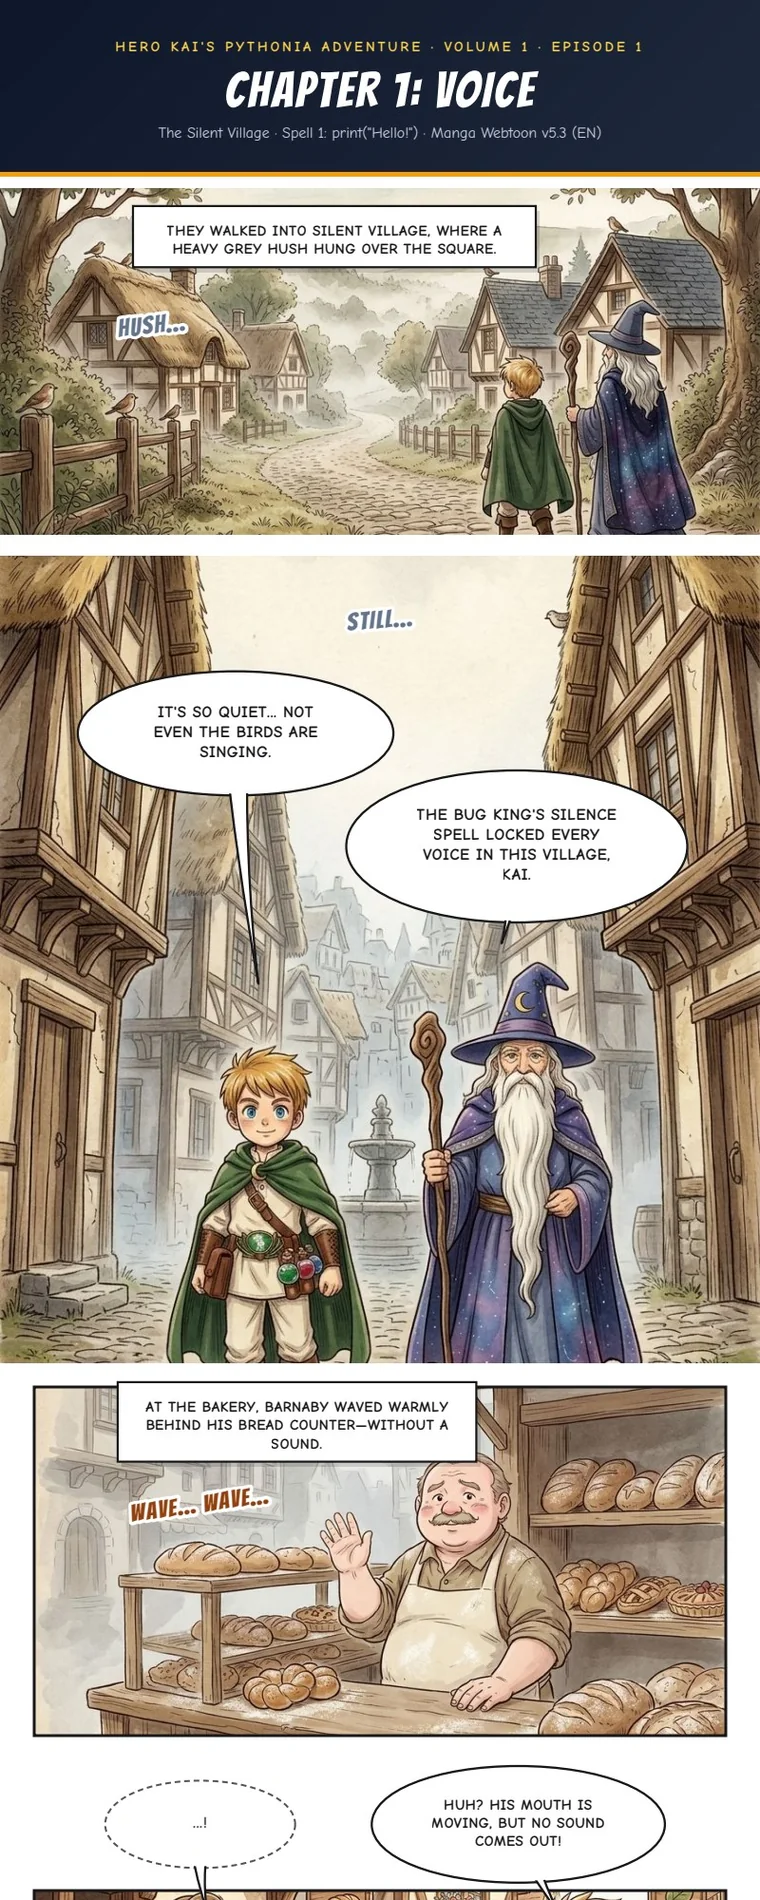 HERO KAI'S PYTHONIA ADVENTURE · VOLUME 1 · EPISODE 1
CHAPTER 1: VOICE
The Silent Village · Spell 1: print("Hello!") · Manga Webtoon v5.3 (EN)
THEY WALKED INTO SILENT VILLAGE, WHERE A
HEAVY GREY HUSH HUNG OVER THE SQUARE.
HUSH...
STILL...
IT'S SO QUIET... NOT
EVEN THE BIRDS ARE
SINGING.
THE BUG KING'S SILENCE
SPELL LOCKED EVERY
VOICE IN THIS VILLAGE,
KAI.
AT THE BAKERY, BARNABY WAVED WARMLY
BEHIND HIS BREAD COUNTER—WITHOUT A
SOUND.
WAVE... WAVE...
...!
HUH? HIS MOUTH IS
MOVING, BUT NO SOUND
COMES OUT!